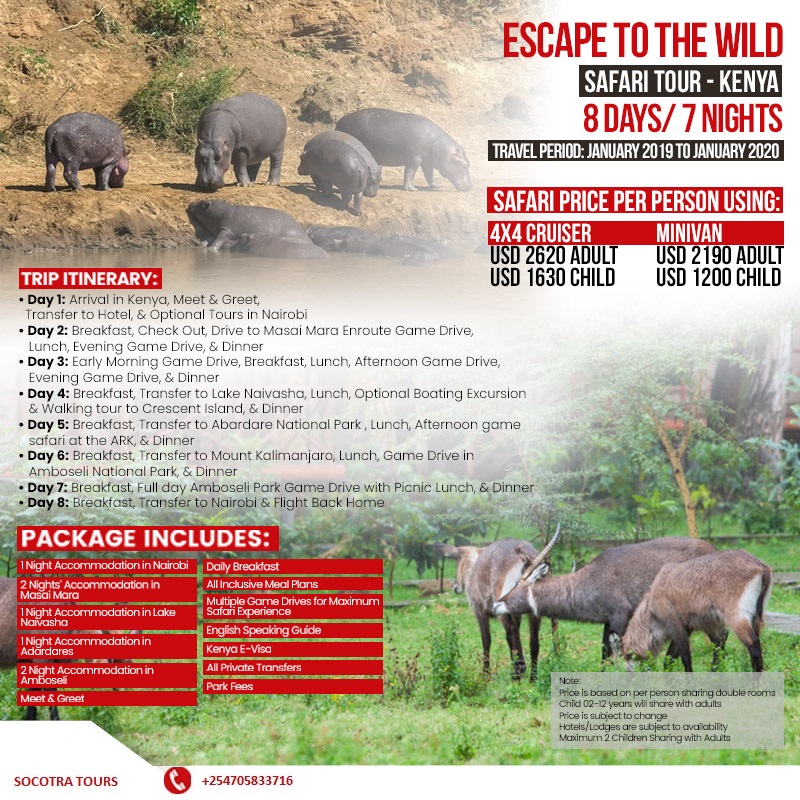 ESCAPE TO THE WILD
SAFARI TOUR - KENYA
8 DAYS/ 7 NIGHTS
TRAVEL PERIOD: JANUARY 2019 TO JANUARY 2020
SAFARI PRICE PER PERSON USING:
4X4 CRUISER
USD 2620 ADULT
USD 1630 CHILD
MINIVAN
USD 2190 ADULT
USD 1200 CHILD
TRIP ITINERARY:
• Day 1: Arrival in Kenya, Meet & Greet,
Transfer to Hotel, & Optional Tours in Nairobi
• Day 2: Breakfast, Check Out, Drive to Masai Mara Enroute Game Drive,
Lunch, Evening Game Drive, & Dinner
• Day 3: Early Morning Game Drive, Breakfast, Lunch, Afternoon Game Drive,
Evening Game Drive, & Dinner
• Day 4: Breakfast, Transfer to Lake Naivasha, Lunch, Optional Boating Excursion
& Walking tour to Crescent Island, & Dinner
• Day 5: Breakfast, Transfer to Abardare National Park , Lunch, Afternoon game
safari at the ARK, & Dinner
• Day 6: Breakfast, Transfer to Mount Kalimanjaro, Lunch, Game Drive in
Amboseli National Park, & Dinner
• Day 7: Breakfast, Full day Amboseli Park Game Drive with Picnic Lunch, & Dinner
• Day 8: Breakfast, Transfer to Nairobi & Flight Back Home
PACKAGE INCLUDES:
1 Night Accommodation in Nairobi
2 Nights' Accommodation in
Masai Mara
1 Night Accommodation in Lake
Naivasha
1 Night Accommodation in
Adardares
2 Night Accommodation in
Amboseli
Meet & Greet
Daily Breakfast
All Inclusive Meal Plans
Multiple Game Drives for Maximum
Safari Experience
English Speaking Guide
Kenya E-Visa
All Private Transfers
Park Fees
Note:
Price is based on per person sharing double rooms
Child 02-12 years will share with adults
Price is subject to change
Hotels/Lodges are subject to availability
Maximum 2 Children Sharing with Adults
SOCOTRA TOURS
+254705833716